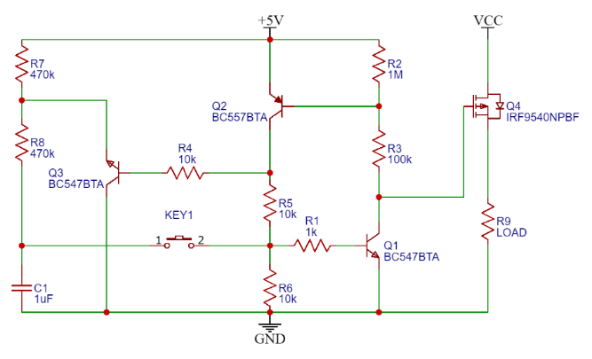 +5V
VCC
R7
470k
R2
1M
Q2
BC557BTA
Q4
IRF9540NPBF
R8
470k
R4
10k
R3
100k
Q3
BC547BTA
KEY1
R5
10k
R1
1k
R9
LOAD
1
2
Q1
BC547BTA
C1
1uF
R6
10k
GND